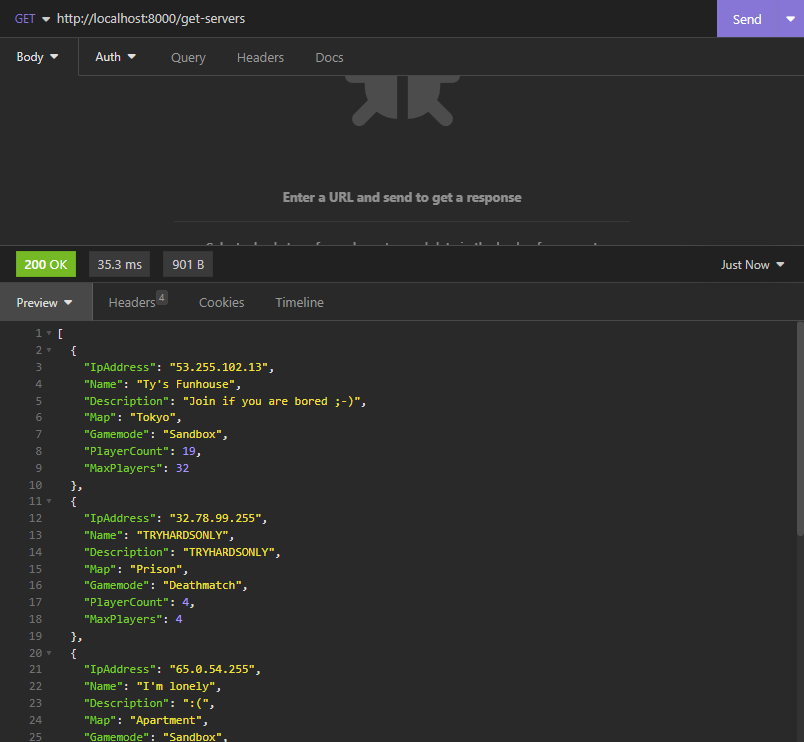 GET http://localhost:8000/get-servers Send
Body Auth Query Headers Docs
Enter a URL and send to get a response
200 OK 35.3 ms 901 B Just Now
Preview Headers 4 Cookies Timeline
1 [
2 {
3 "IpAddress": "53.255.102.13",
4 "Name": "Ty's Funhouse",
5 "Description": "Join if you are bored ;-)",
6 "Map": "Tokyo",
7 "Gamemode": "Sandbox",
8 "PlayerCount": 19,
9 "MaxPlayers": 32
10 },
11 {
12 "IpAddress": "32.78.99.255",
13 "Name": "TRYHARDSONLY",
14 "Description": "TRYHARDSONLY",
15 "Map": "Prison",
16 "Gamemode": "Deathmatch",
17 "PlayerCount": 4,
18 "MaxPlayers": 4
19 },
20 {
21 "IpAddress": "65.0.54.255",
22 "Name": "I'm lonely",
23 "Description": ":(",
24 "Map": "Apartment",
25 "Gamemode": "Sandbox",